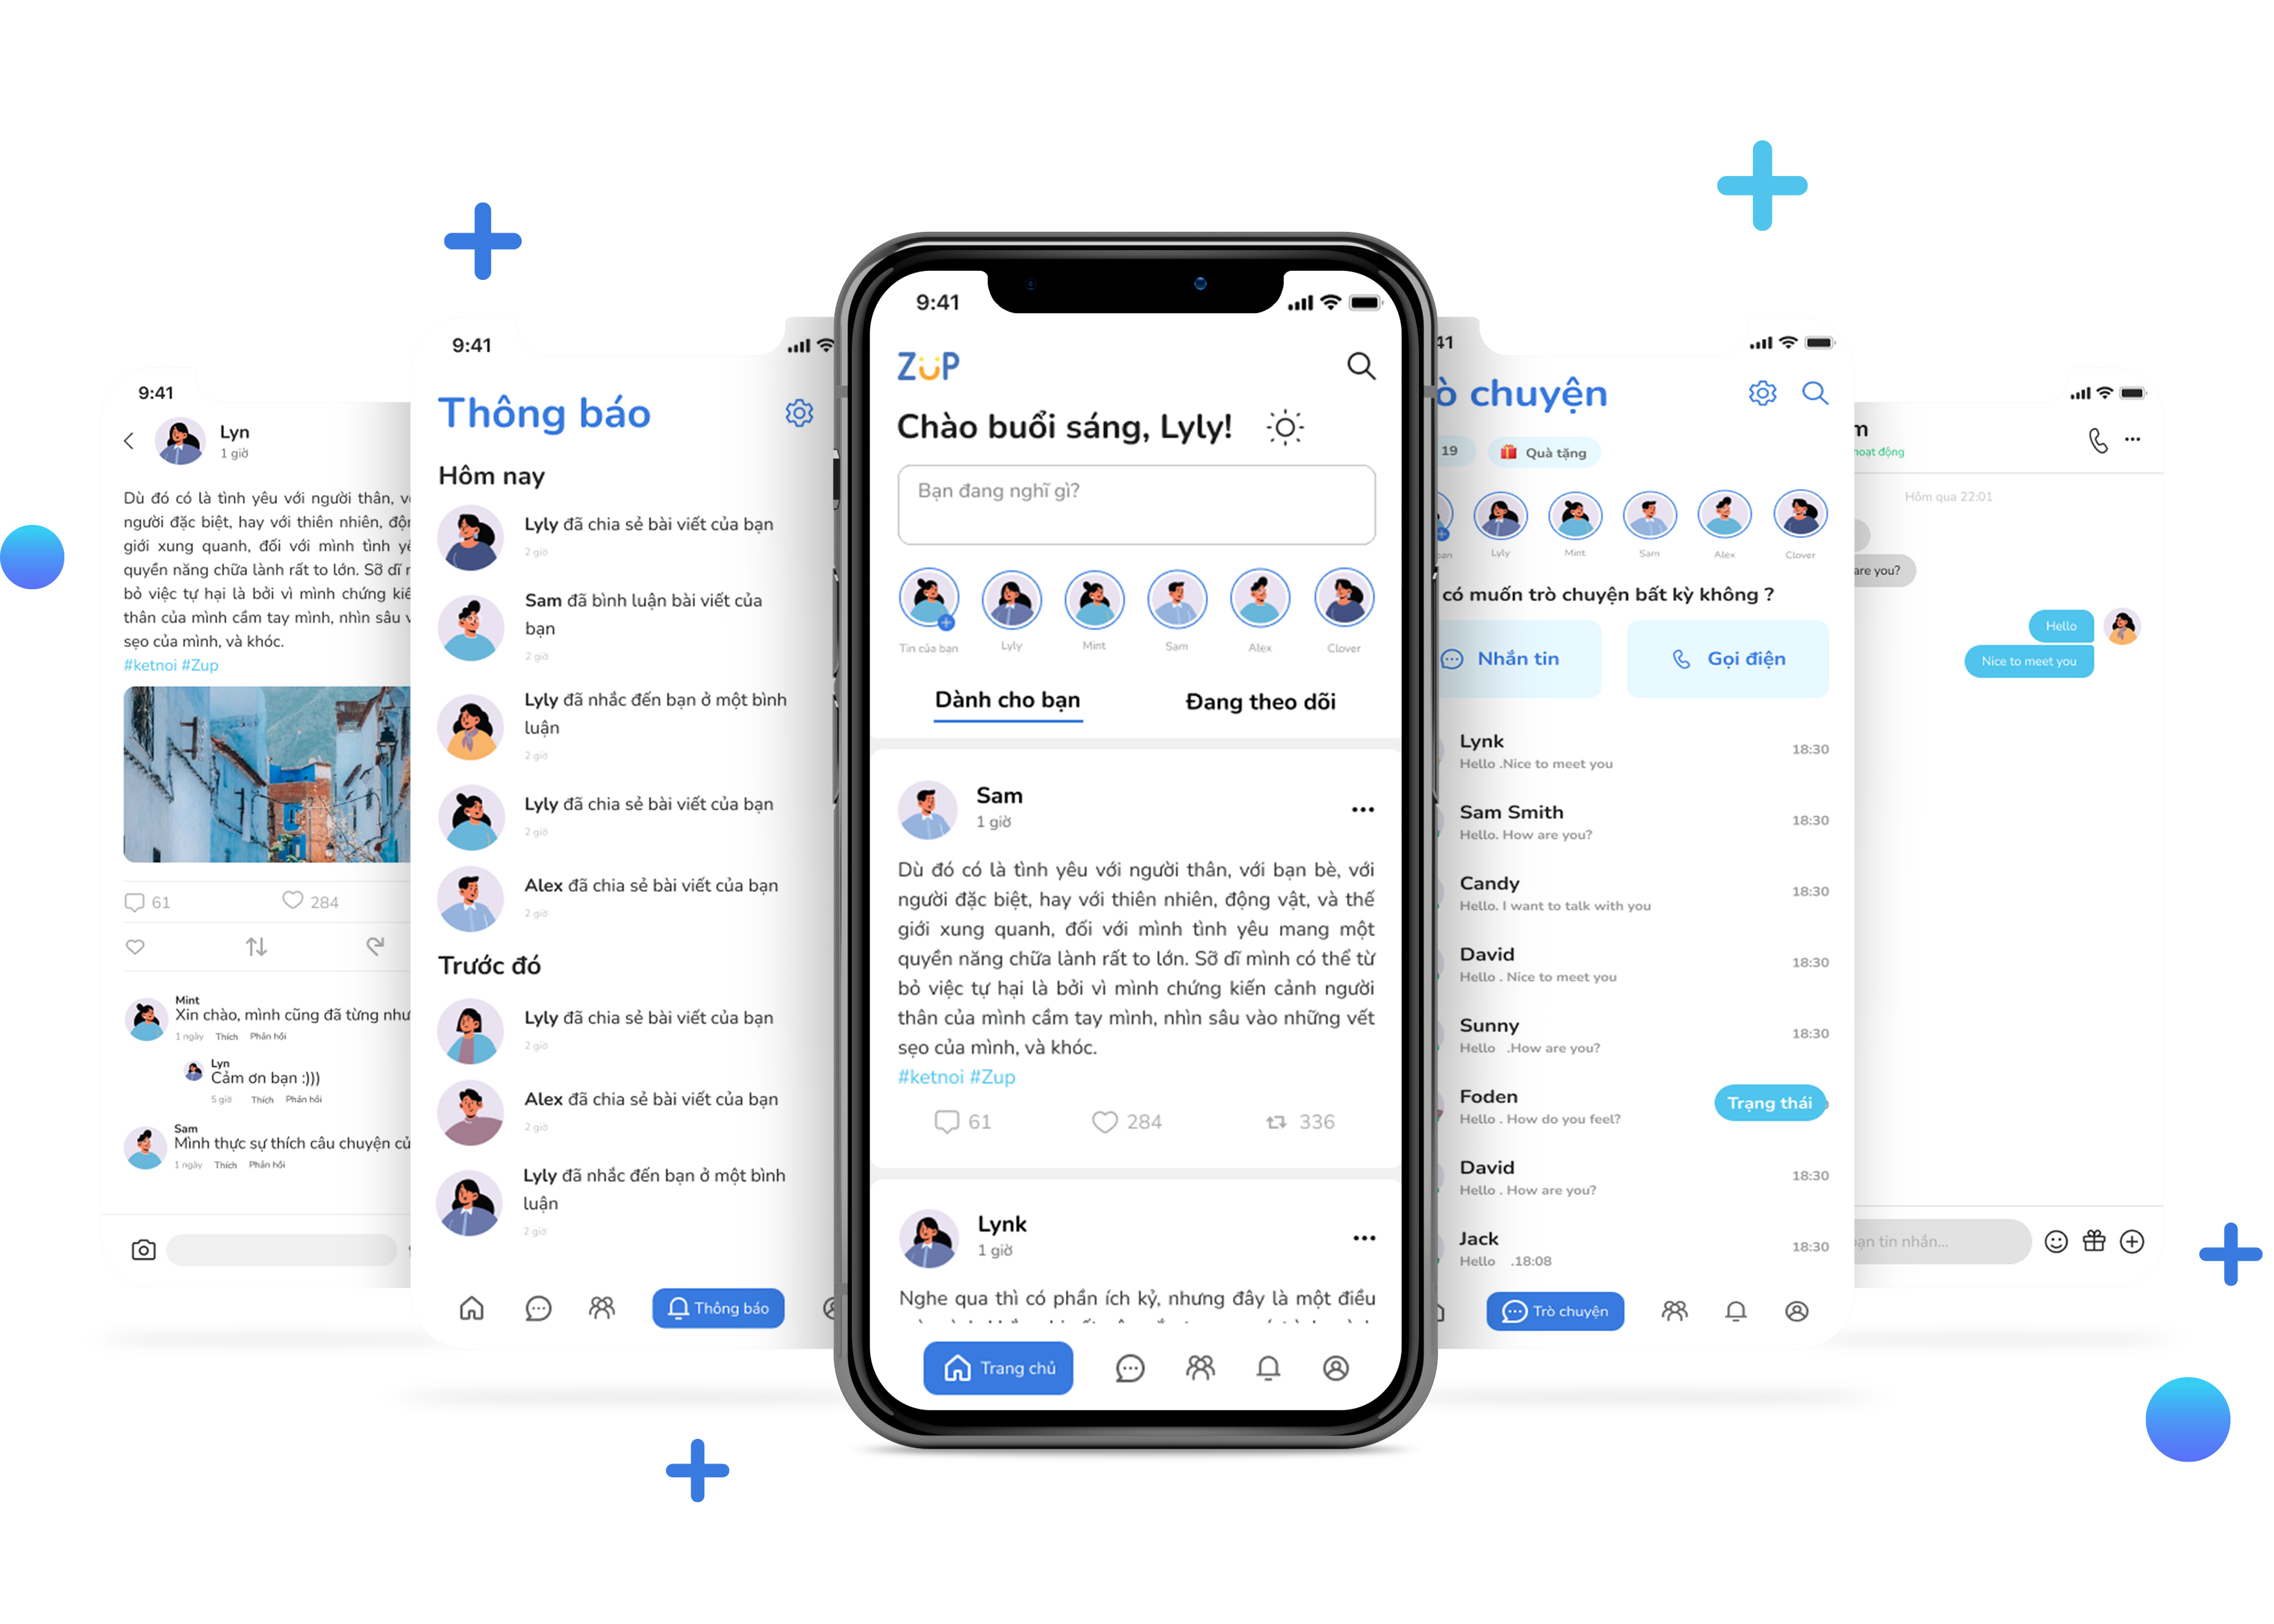 9:41
Lyn
1 giờ
Dù đó có là tình yêu với người thân,
người đặc biệt, hay với thiên nhiên,
giới xung quanh, đối với mình tình
quyền năng chữa lành rất to lớn. Sỡ dĩ
bỏ việc tự hại là bởi vì mình chứng
thân của mình cầm tay mình, nhìn sâu
sẹo của mình, và khóc.
#ketnoi #Zup
61
284
Mint
Xin chào, mình cũng đã từng như
1 ngày Thích Phản hồi
Lyn
Cảm ơn bạn :)))
5 giờ Thích Phản hồi
Sam
Mình thực sự thích câu chuyện
1 ngày Thích Phản hồi
9:41
Thông báo
Hôm nay
Lyly đã chia sẻ bài viết của bạn
2 giờ
Sam đã bình luận bài viết của
bạn
2 giờ
Lyly đã nhắc đến bạn ở một bình
luận
2 giờ
Lyly đã chia sẻ bài viết của bạn
2 giờ
Alex đã chia sẻ bài viết của bạn
2 giờ
Trước đó
Lyly đã chia sẻ bài viết của bạn
2 giờ
Alex đã chia sẻ bài viết của bạn
2 giờ
Lyly đã nhắc đến bạn ở một bình
luận
2 giờ
Thông báo
9:41
ZuP
Chào buổi sáng, Lyly!
Bạn đang nghĩ gì?
Tin của bạn Lyly Mint Sam Alex Clover
Dành cho bạn Đang theo dõi
Sam
1 giờ
Dù đó có là tình yêu với người thân, với bạn bè, với
người đặc biệt, hay với thiên nhiên, động vật, và thế
giới xung quanh, đối với mình tình yêu mang một
quyền năng chữa lành rất to lớn. Sỡ dĩ mình có thể từ
bỏ việc tự hại là bởi vì mình chứng kiến cảnh người
thân của mình cầm tay mình, nhìn sâu vào những vết
sẹo của mình, và khóc.
#ketnoi #Zup
61 284 336
Lynk
1 giờ
Nghe qua thì có phần ích kỷ, nhưng đây là một điều
Trang chủ
41
ò chuyện
19
Quà tặng
Lyly Mint Sam Alex Clover
có muốn trò chuyện bất kỳ không ?
Nhắn tin Gọi điện
Lynk 18:30
Hello .Nice to meet you
Sam Smith 18:30
Hello. How are you?
Candy 18:30
Hello. I want to talk with you
David 18:30
Hello . Nice to meet you
Sunny 18:30
Hello .How are you?
Foden Trạng thái
Hello . How do you feel?
David 18:30
Hello . How are you?
Jack 18:30
Hello .18:08
Trò chuyện
m
hoạt động
Hôm qua 22:01
are you?
Hello
Nice to meet you
tin nhắn...